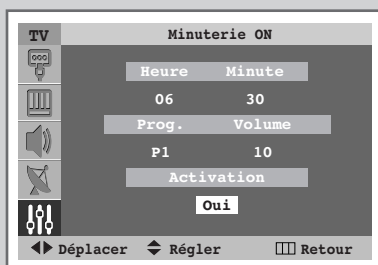 TV Minuterie ON
Heure Minute
06 30
Prog. Volume
P1 10
Activation
Oui
Déplacer Régler Retour